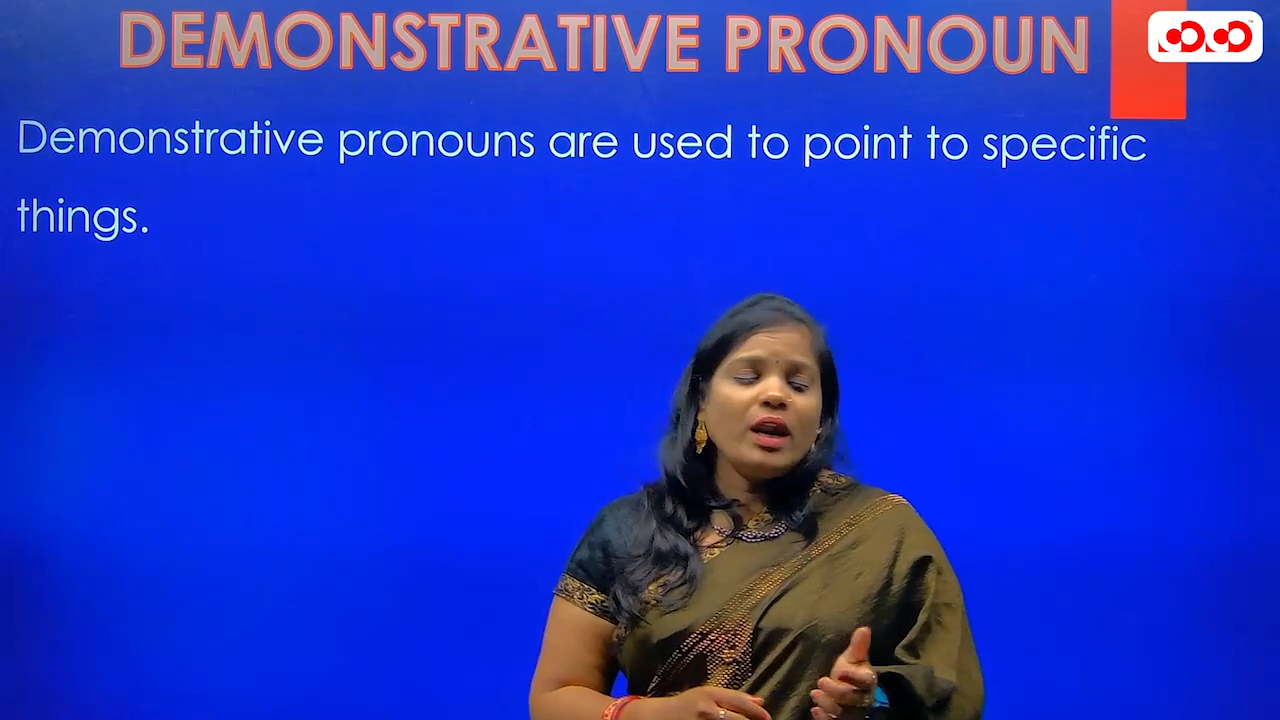 DEMONSTRATIVE PRONOUN
Demonstrative pronouns are used to point to specific
things.